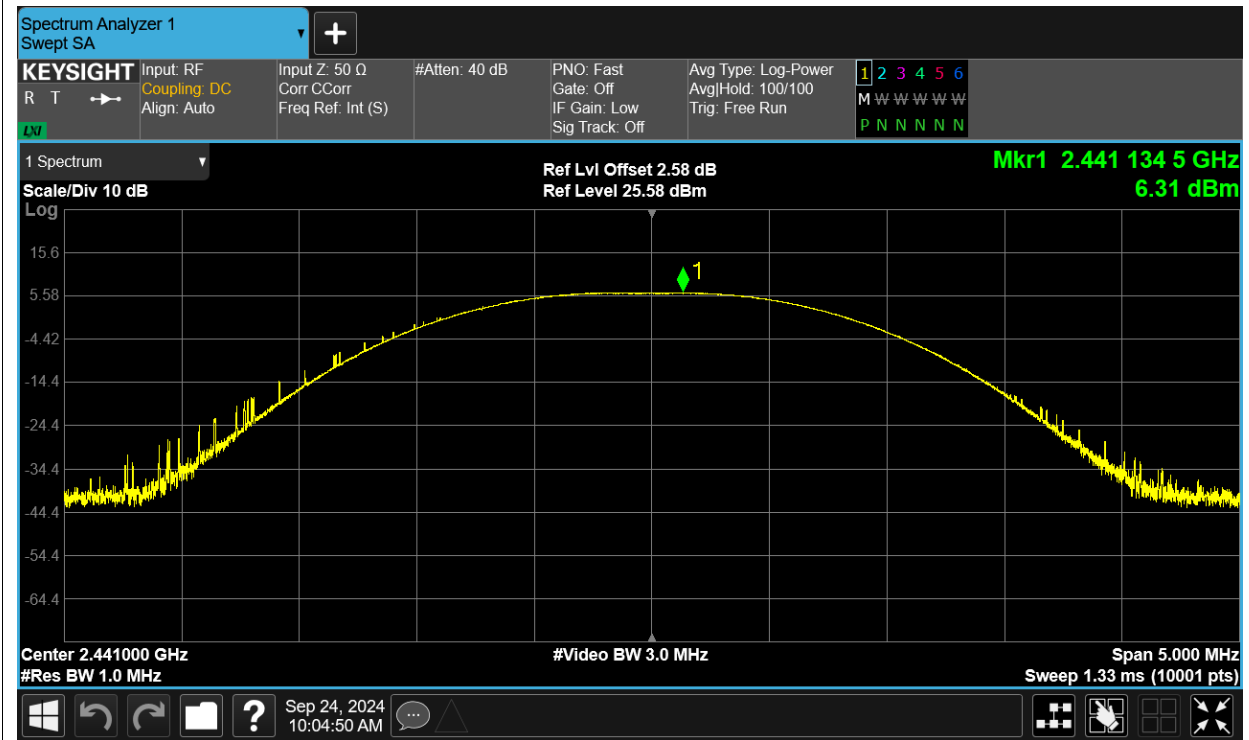 Spectrum Analyzer 1
Swept SA
+
KEYSIGHT
R T
LXI
Input: RF
Coupling: DC
Align: Auto
Input Z: 50 Ω
Corr CCorr
Freq Ref: Int (S)
#Atten: 40 dB
PNO: Fast
Gate: Off
IF Gain: Low
Sig Track: Off
Avg Type: Log-Power
Avg|Hold: 100/100
Trig: Free Run
1 2 3 4 5 6
M W W W W W
P N N N N N
1 Spectrum
Scale/Div 10 dB
Log
Ref Lvl Offset 2.58 dB
Ref Level 25.58 dBm
Mkr1 2.441 134 5 GHz
6.31 dBm
1
15.6
5.58
-4.42
-14.4
-24.4
-34.4
-44.4
-54.4
-64.4
Center 2.441000 GHz
#Res BW 1.0 MHz
#Video BW 3.0 MHz
Span 5.000 MHz
Sweep 1.33 ms (10001 pts)
?
Sep 24, 2024
10:04:50 AM